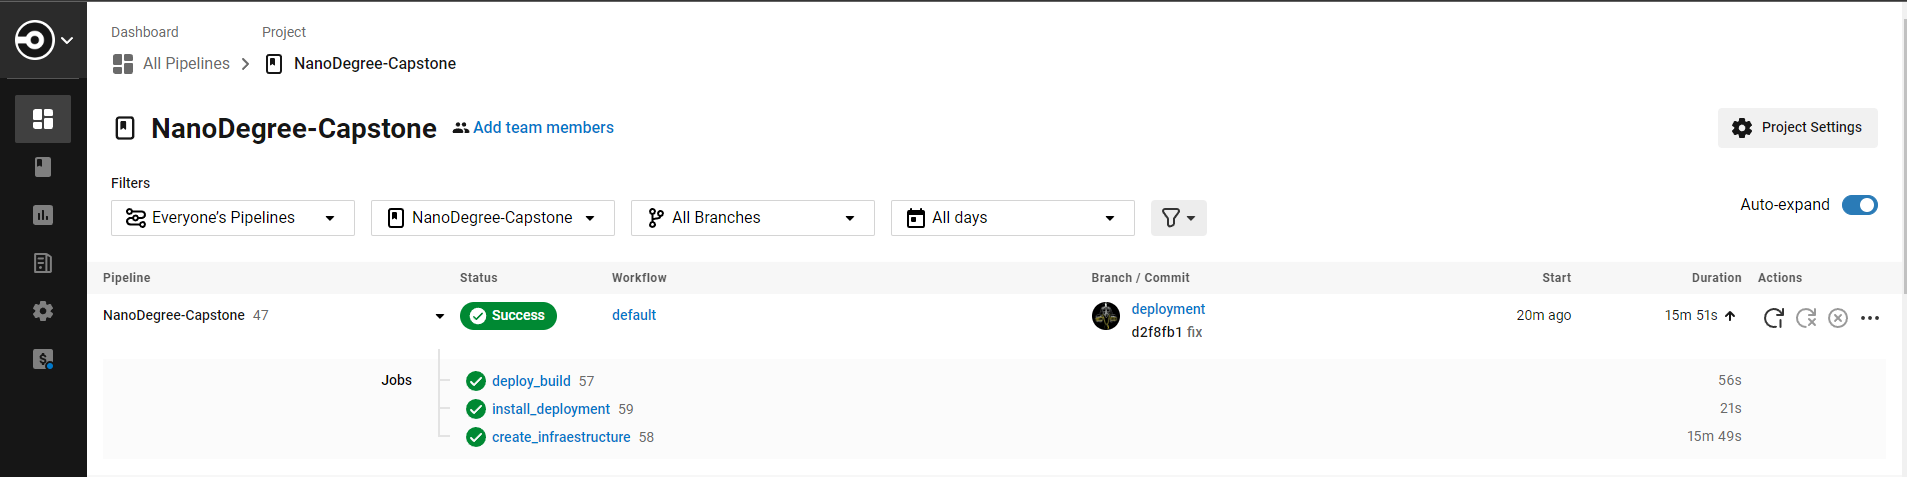 Dashboard Project
All Pipelines NanoDegree-Capstone
NanoDegree-Capstone Add team members Project Settings
Filters
Everyone’s Pipelines NanoDegree-Capstone All Branches All days Auto-expand
Pipeline Status Workflow Branch / Commit Start Duration Actions
NanoDegree-Capstone 47 Success default deployment 20m ago 15m 51s
d2f8fb1 fix
Jobs deploy_build 57 56s
install_deployment 59 21s
create_infraestructure 58 15m 49s